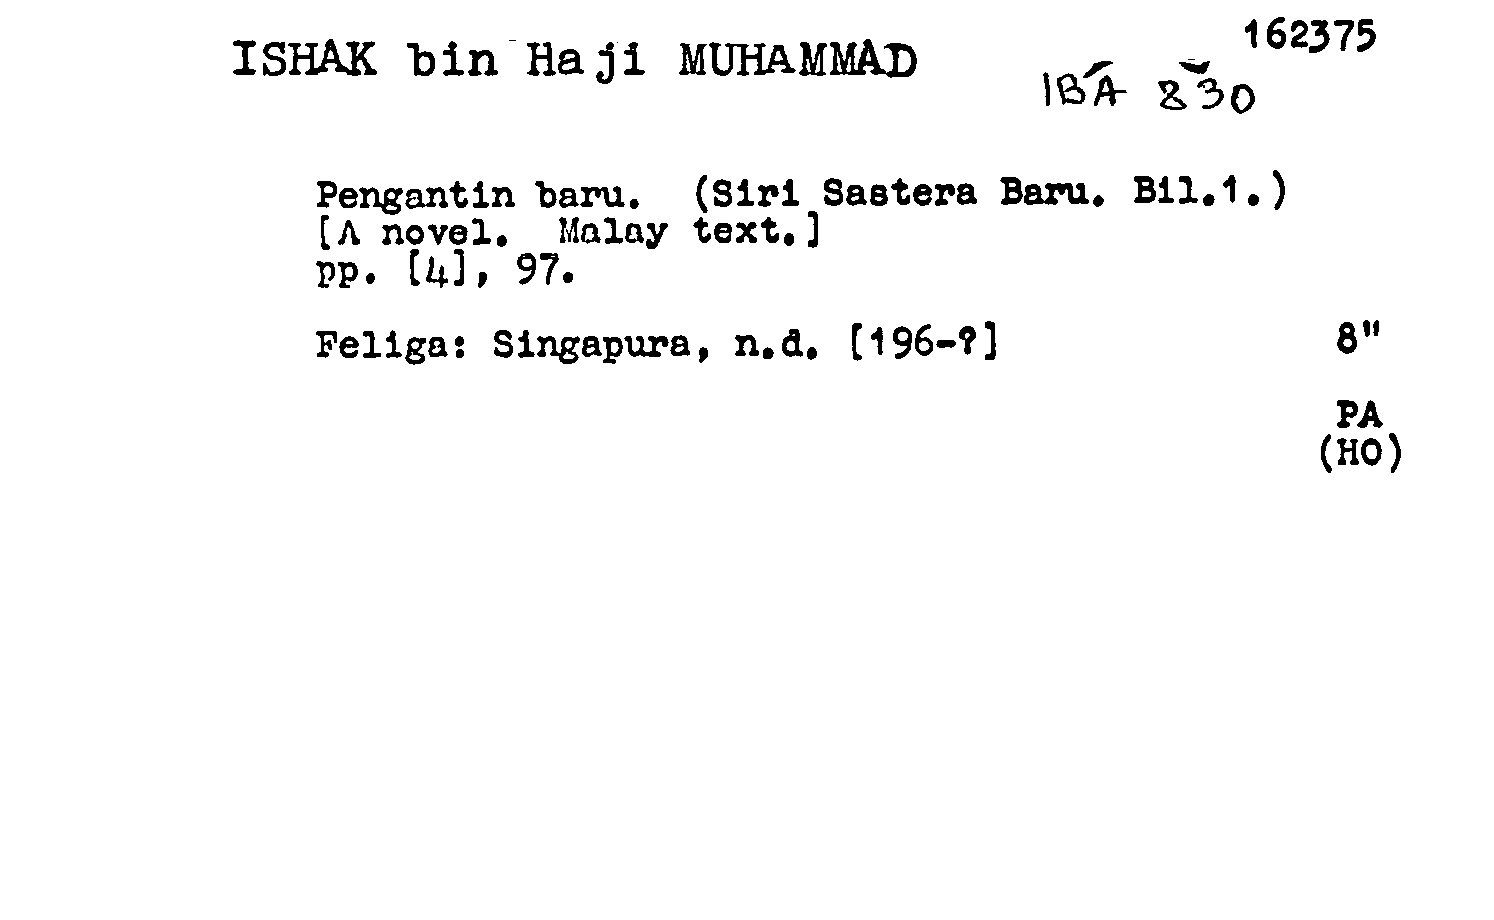 162375
ISHAK bin Haji MUHAMMAD
IBA 830
Pengantin baru. (Siri Sastera Baru. Bil.1.)
[A novel. Malay text.]
pp. [4], 97.
Feliga: Singapura, n.d. [196-?] 8"
PA
(HO)